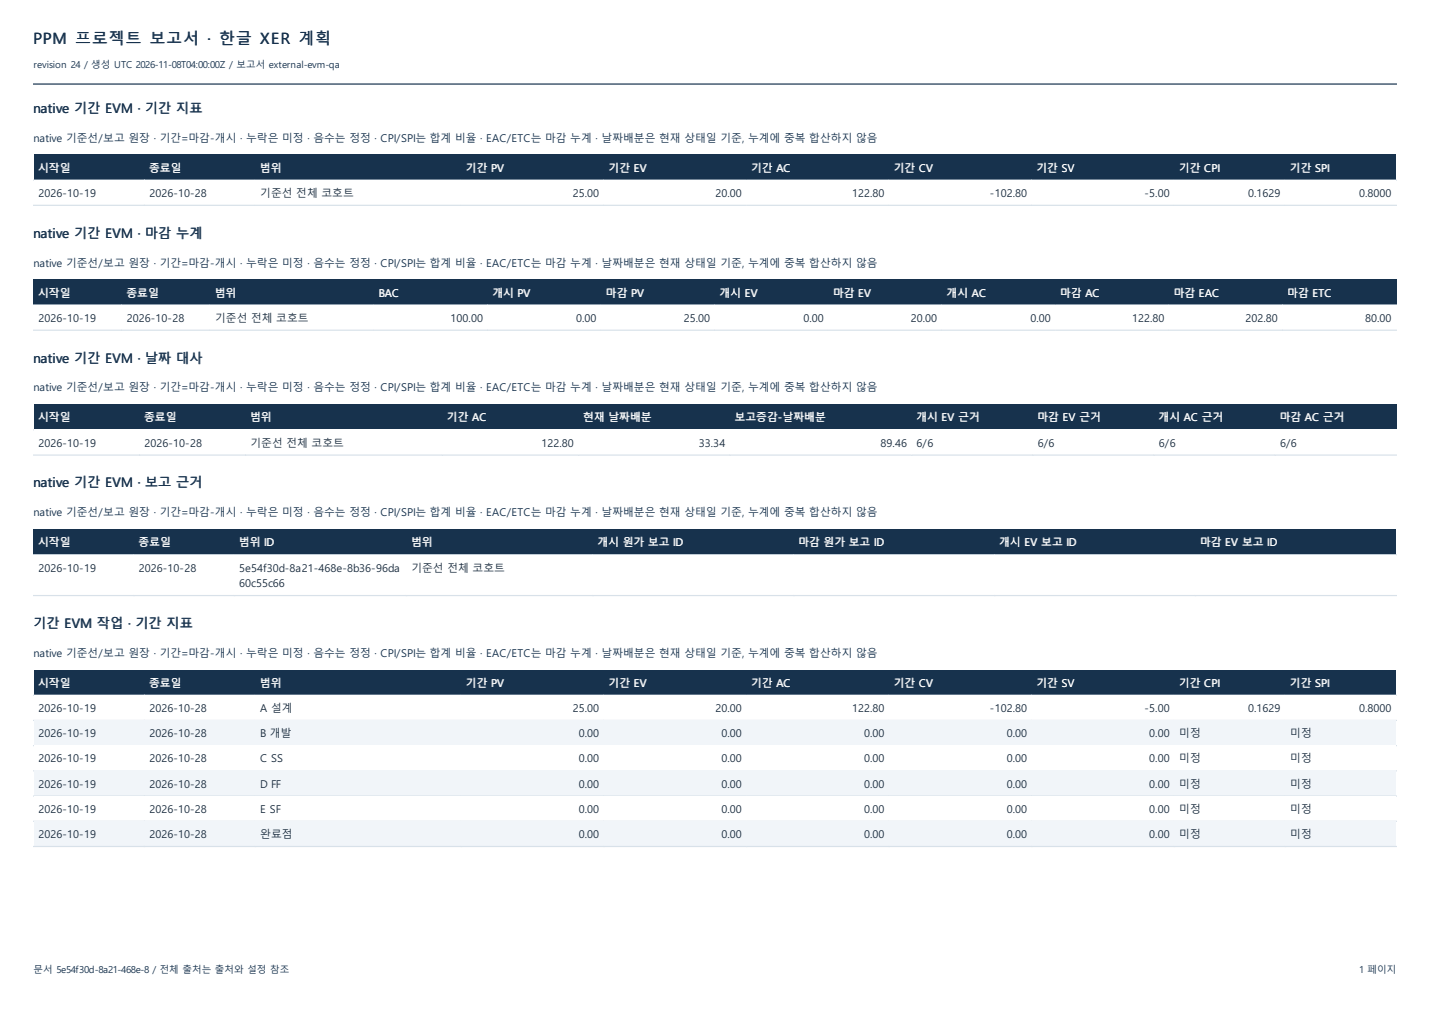 PPM 프로젝트 보고서 · 한글 XER 계획
revision 24 / 생성 UTC 2026-11-08T04:00:00Z / 보고서 external-evm-qa
native 기간 EVM · 기간 지표
native 기준선/보고 원장 · 기간=마감-개시 · 누락은 미정 · 음수는 정정 · CPI/SPI는 합계 비율 · EAC/ETC는 마감 누계 · 날짜배분은 현재 상태일 기준, 누계에 중복 합산하지 않음
시작일 종료일 범위 기간 PV 기간 EV 기간 AC 기간 CV 기간 SV 기간 CPI 기간 SPI
2026-10-19 2026-10-28 기준선 전체 코호트 25.00 20.00 122.80 -102.80 -5.00 0.1629 0.8000
native 기간 EVM · 마감 누계
native 기준선/보고 원장 · 기간=마감-개시 · 누락은 미정 · 음수는 정정 · CPI/SPI는 합계 비율 · EAC/ETC는 마감 누계 · 날짜배분은 현재 상태일 기준, 누계에 중복 합산하지 않음
시작일 종료일 범위 BAC 개시 PV 마감 PV 개시 EV 마감 EV 개시 AC 마감 AC 마감 EAC 마감 ETC
2026-10-19 2026-10-28 기준선 전체 코호트 100.00 0.00 25.00 0.00 20.00 0.00 122.80 202.80 80.00
native 기간 EVM · 날짜 대사
native 기준선/보고 원장 · 기간=마감-개시 · 누락은 미정 · 음수는 정정 · CPI/SPI는 합계 비율 · EAC/ETC는 마감 누계 · 날짜배분은 현재 상태일 기준, 누계에 중복 합산하지 않음
시작일 종료일 범위 기간 AC 현재 날짜배분 보고증감-날짜배분 개시 EV 근거 마감 EV 근거 개시 AC 근거 마감 AC 근거
2026-10-19 2026-10-28 기준선 전체 코호트 122.80 33.34 89.46 6/6 6/6 6/6 6/6
native 기간 EVM · 보고 근거
native 기준선/보고 원장 · 기간=마감-개시 · 누락은 미정 · 음수는 정정 · CPI/SPI는 합계 비율 · EAC/ETC는 마감 누계 · 날짜배분은 현재 상태일 기준, 누계에 중복 합산하지 않음
시작일 종료일 범위 ID 범위 개시 원가 보고 ID 마감 원가 보고 ID 개시 EV 보고 ID 마감 EV 보고 ID
2026-10-19 2026-10-28 5e54f30d-8a21-468e-8b36-96da 기준선 전체 코호트
60c55c66
기간 EVM 작업 · 기간 지표
native 기준선/보고 원장 · 기간=마감-개시 · 누락은 미정 · 음수는 정정 · CPI/SPI는 합계 비율 · EAC/ETC는 마감 누계 · 날짜배분은 현재 상태일 기준, 누계에 중복 합산하지 않음
시작일 종료일 범위 기간 PV 기간 EV 기간 AC 기간 CV 기간 SV 기간 CPI 기간 SPI
2026-10-19 2026-10-28 A 설계 25.00 20.00 122.80 -102.80 -5.00 0.1629 0.8000
2026-10-19 2026-10-28 B 개발 0.00 0.00 0.00 0.00 0.00 미정 미정
2026-10-19 2026-10-28 C SS 0.00 0.00 0.00 0.00 0.00 미정 미정
2026-10-19 2026-10-28 D FF 0.00 0.00 0.00 0.00 0.00 미정 미정
2026-10-19 2026-10-28 E SF 0.00 0.00 0.00 0.00 0.00 미정 미정
2026-10-19 2026-10-28 완료점 0.00 0.00 0.00 0.00 0.00 미정 미정
문서 5e54f30d-8a21-468e-8 / 전체 출처는 출처와 설정 참조 1 페이지